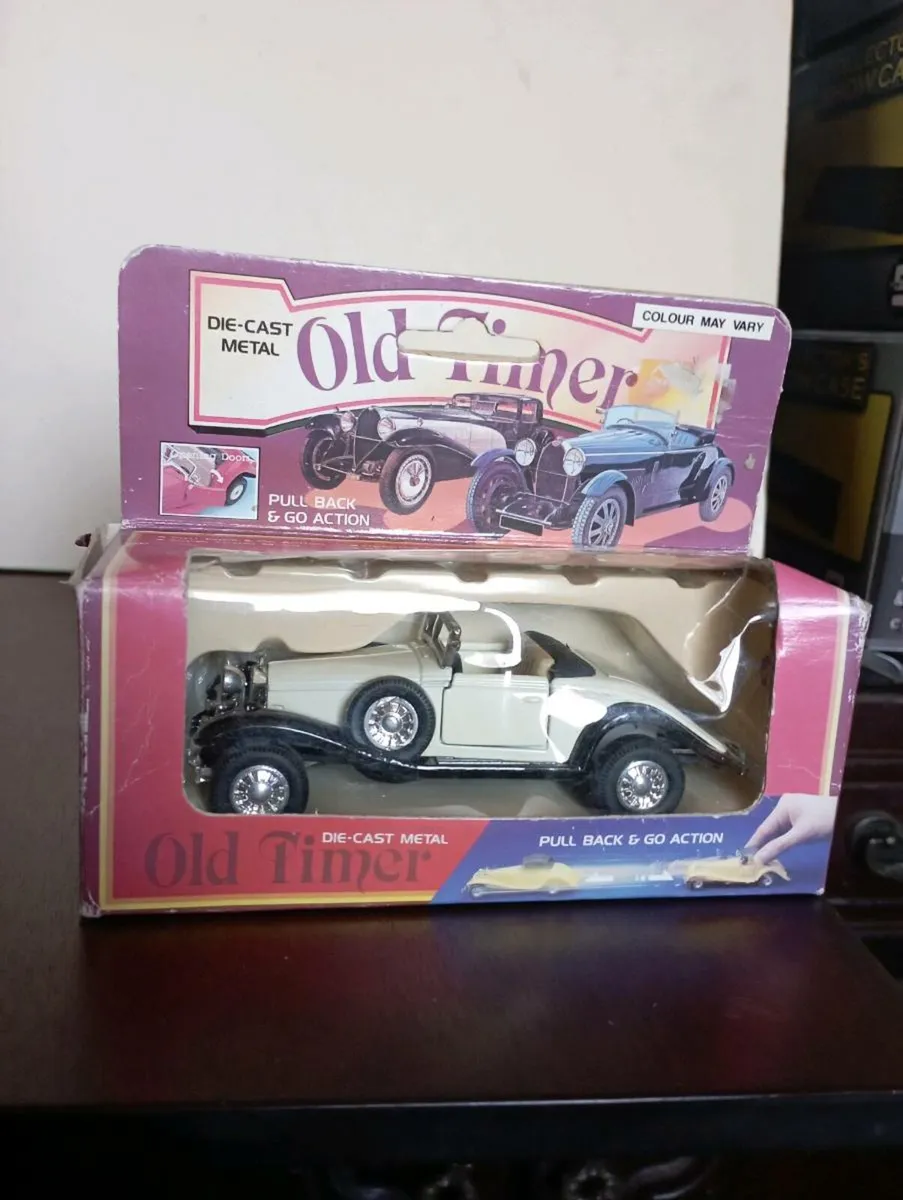 DIE-CAST
METAL
Old Timer
COLOUR MAY VARY
Opening Doors
PULL BACK
& GO ACTION
Old Timer
DIE-CAST METAL
PULL BACK & GO ACTION